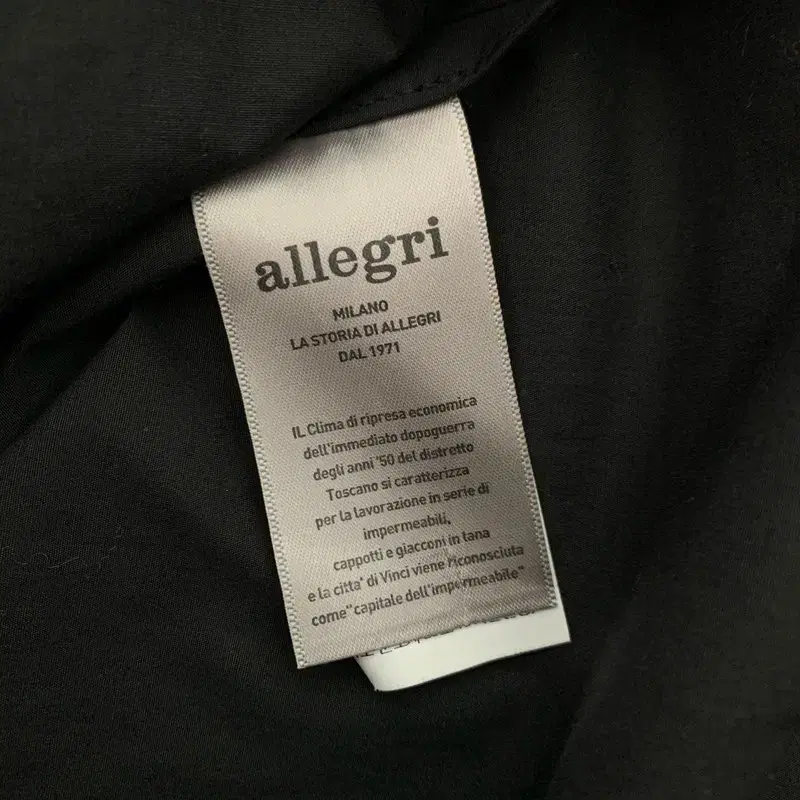 allegri
MILANO
LA STORIA DI ALLEGRI
DAL 1971
IL Clima di ripresa economica
dell'immediato dopoguerra
degli anni '50 del distretto
Toscano si caratterizza
per la lavorazione in serie di
impermeabili,
cappotti e giacconi in tana
e la citta' di Vinci viene riconosciuta
come"capitale dell'impermeabile"